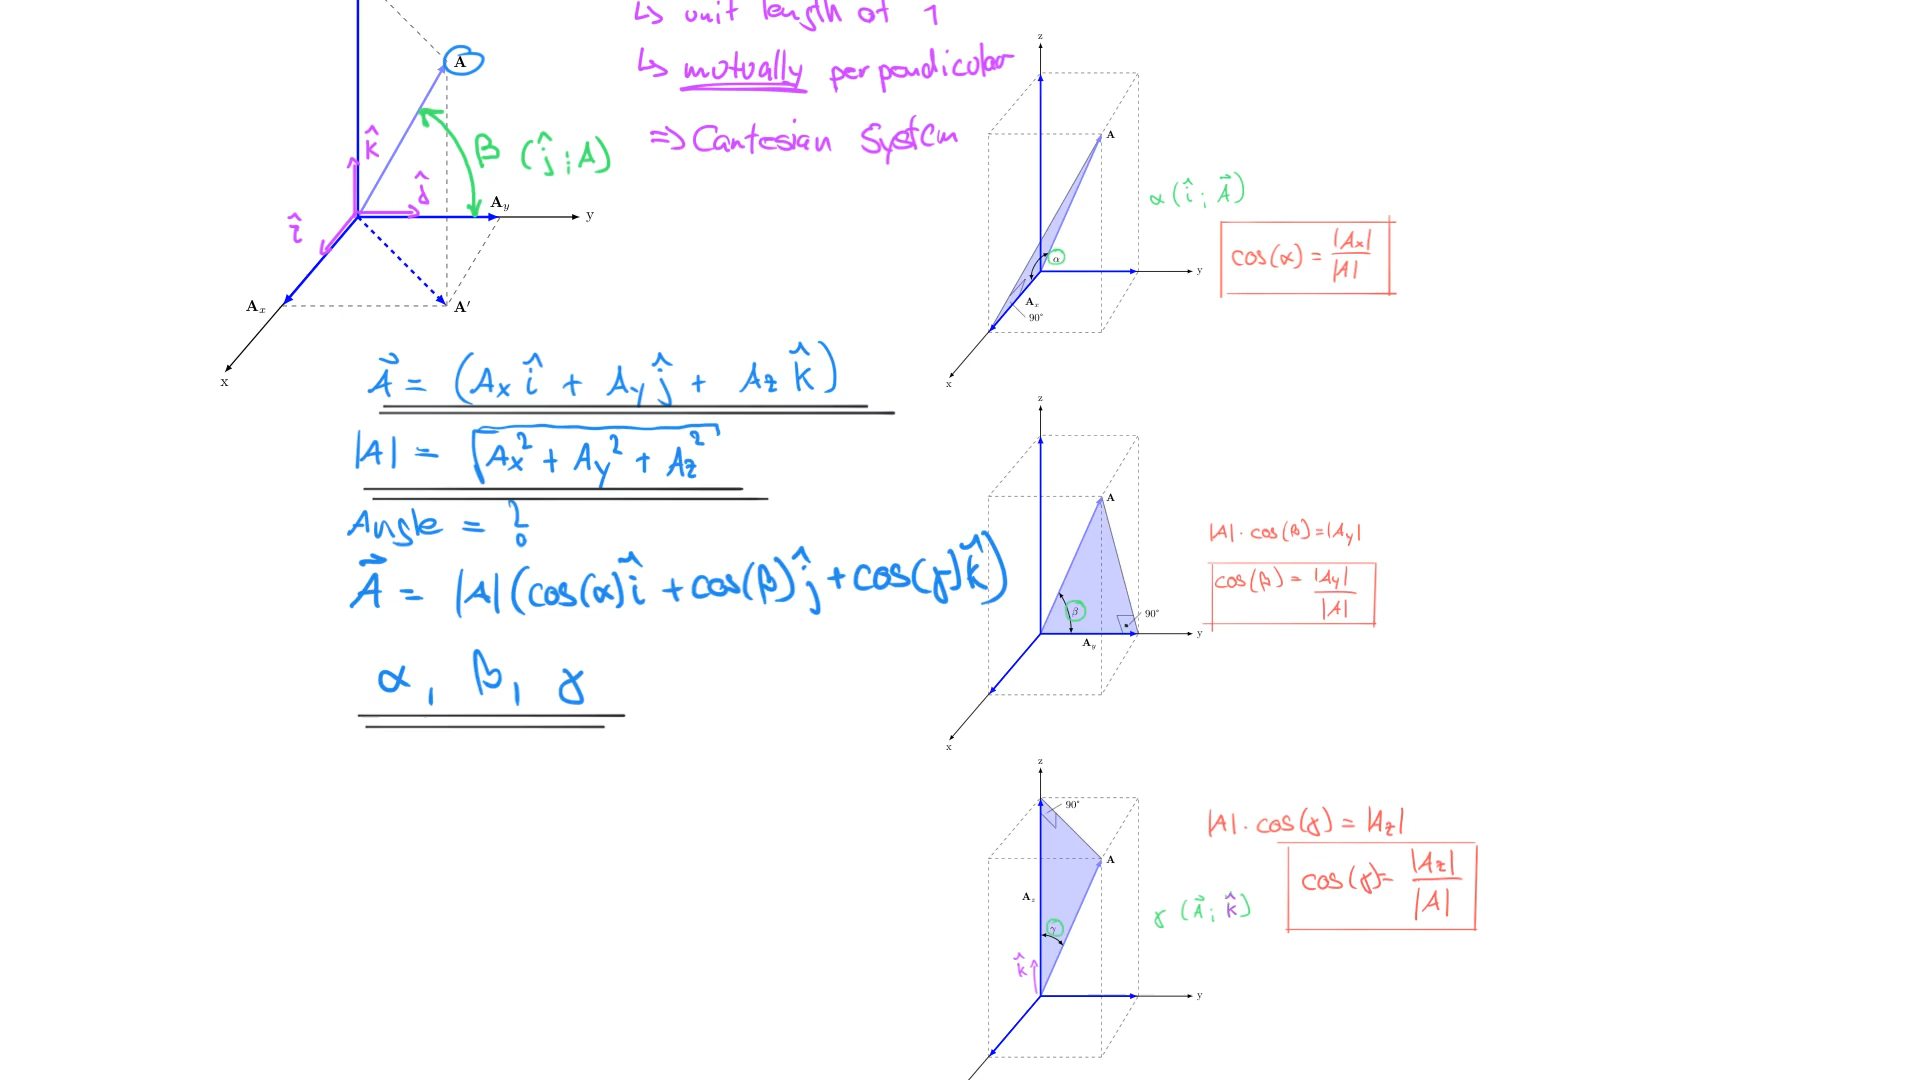 ↳ unit length of 1
A
↳ mutually perpendicular
k̂
β (ĵ; A)
⇒ Cartesian System
ĵ
A_y
y
î
A_x
A′
x
A⃗ = (A_x î + A_y ĵ + A_z k̂)
|A| = √(A_x² + A_y² + A_z²)
Angle = ?
A⃗ = |A|(cos(α)î + cos(β)ĵ + cos(γ)k̂)
α, β, γ
z
A
α (î; A⃗)
cos(α) = |A_x| / |A|
α
y
A_x
90°
x
z
A
|A| · cos(β) = |A_y|
cos(β) = |A_y| / |A|
β
90°
y
A_y
x
z
90°
|A| · cos(γ) = |A_z|
A
cos(γ) = |A_z| / |A|
A_z
γ (A⃗; k̂)
γ
k̂
y